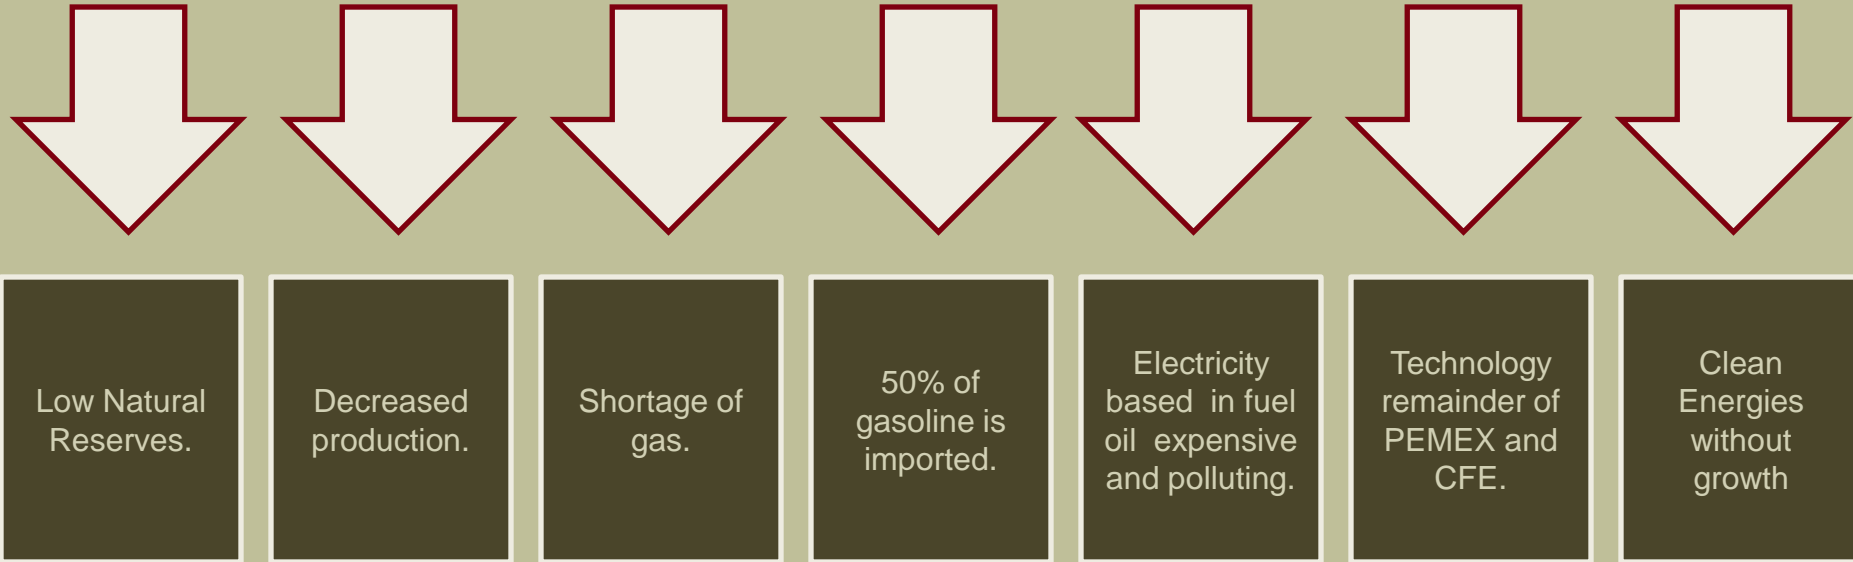 Low Natural
Reserves.
Decreased
production.
Shortage of
gas.
50% of
gasoline is
imported.
Electricity
based in fuel
oil expensive
and polluting.
Technology
remainder of
PEMEX and
CFE.
Clean
Energies
without
growth